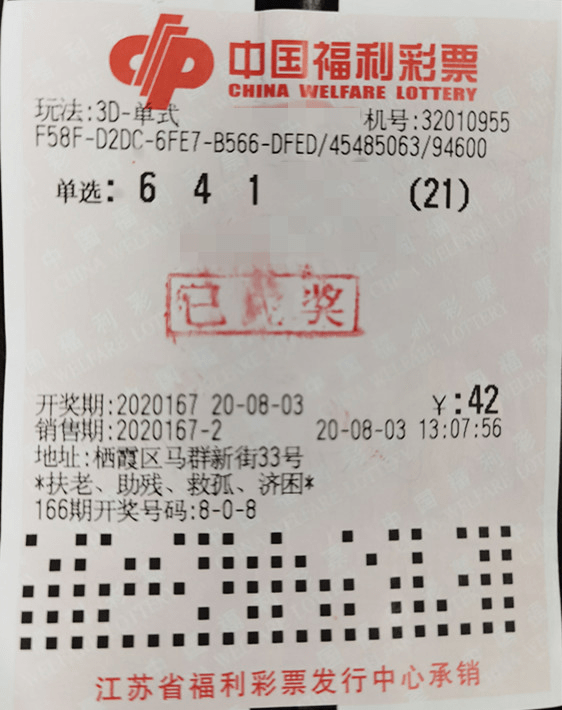 中国福利彩票
CHINA WELFARE LOTTERY
玩法:3D-单式 机号:32010955
F58F-D2DC-6FE7-B566-DFED/45485063/94600
单选: 6 4 1 (21)
已兑奖
开奖期:2020167 20-08-03 ¥:42
销售期:2020167-2 20-08-03 13:07:56
地址:栖霞区马群新街33号
*扶老、助残、救孤、济困*
166期开奖号码:8-0-8
江苏省福利彩票发行中心承销